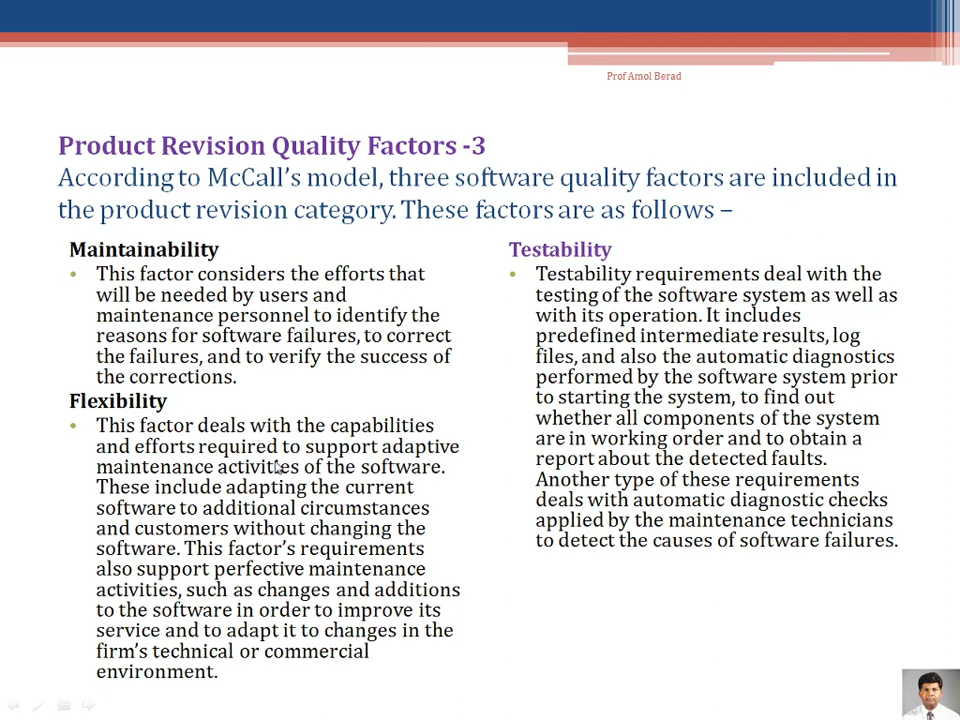 Prof Amol Berad
Product Revision Quality Factors -3
According to McCall's model, three software quality factors are included in
the product revision category. These factors are as follows –
Maintainability
• This factor considers the efforts that
will be needed by users and
maintenance personnel to identify the
reasons for software failures, to correct
the failures, and to verify the success of
the corrections.
Flexibility
• This factor deals with the capabilities
and efforts required to support adaptive
maintenance activities of the software.
These include adapting the current
software to additional circumstances
and customers without changing the
software. This factor's requirements
also support perfective maintenance
activities, such as changes and additions
to the software in order to improve its
service and to adapt it to changes in the
firm's technical or commercial
environment.
Testability
• Testability requirements deal with the
testing of the software system as well as
with its operation. It includes
predefined intermediate results, log
files, and also the automatic diagnostics
performed by the software system prior
to starting the system, to find out
whether all components of the system
are in working order and to obtain a
report about the detected faults.
Another type of these requirements
deals with automatic diagnostic checks
applied by the maintenance technicians
to detect the causes of software failures.